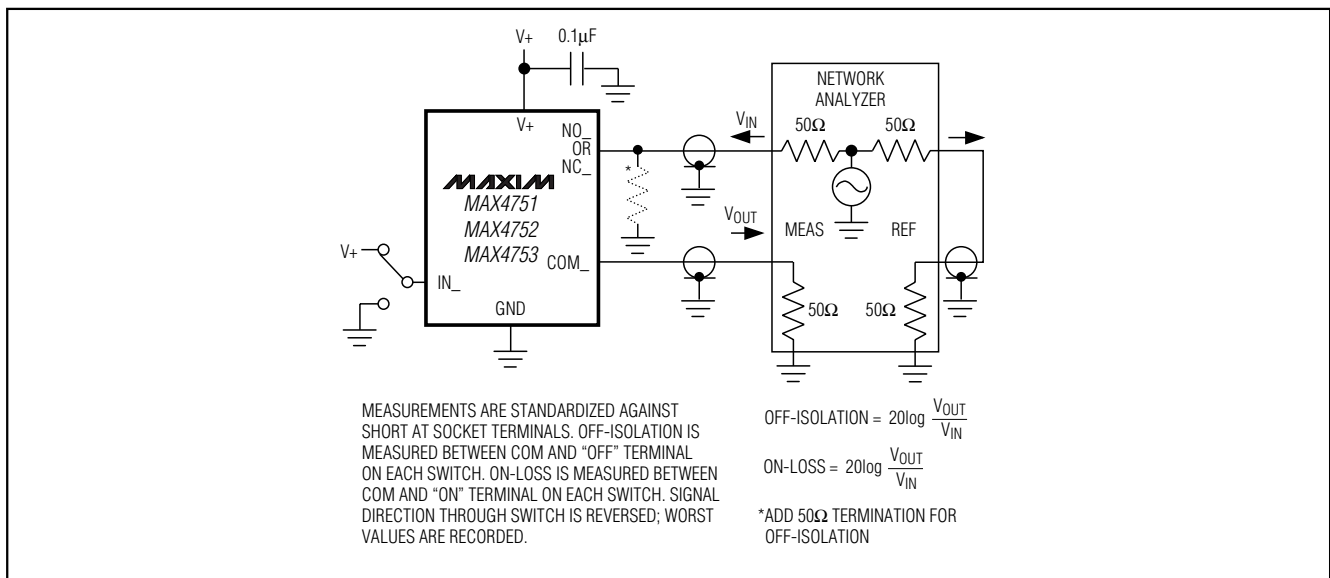 V+
0.1µF
V+
NO_
OR
NC_
MAXIM
MAX4751
MAX4752
MAX4753
COM_
V+
IN_
GND
*
VIN
VOUT
NETWORK
ANALYZER
50Ω
50Ω
MEAS
REF
50Ω
50Ω
MEASUREMENTS ARE STANDARDIZED AGAINST
SHORT AT SOCKET TERMINALS. OFF-ISOLATION IS
MEASURED BETWEEN COM AND “OFF” TERMINAL
ON EACH SWITCH. ON-LOSS IS MEASURED BETWEEN
COM AND “ON” TERMINAL ON EACH SWITCH. SIGNAL
DIRECTION THROUGH SWITCH IS REVERSED; WORST
VALUES ARE RECORDED.
OFF-ISOLATION = 20log VOUT
VIN
ON-LOSS = 20log VOUT
VIN
*ADD 50Ω TERMINATION FOR
OFF-ISOLATION